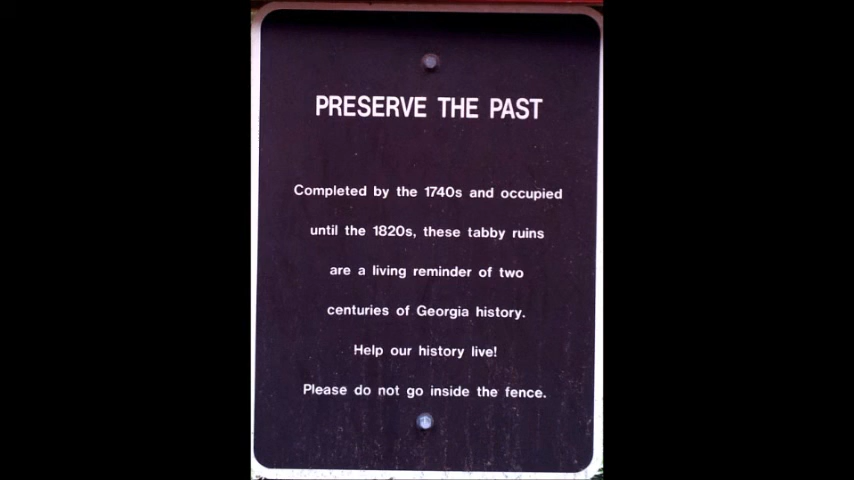 PRESERVE THE PAST
Completed by the 1740s and occupied
until the 1820s, these tabby ruins
are a living reminder of two
centuries of Georgia history.
Help our history live!
Please do not go inside the fence.